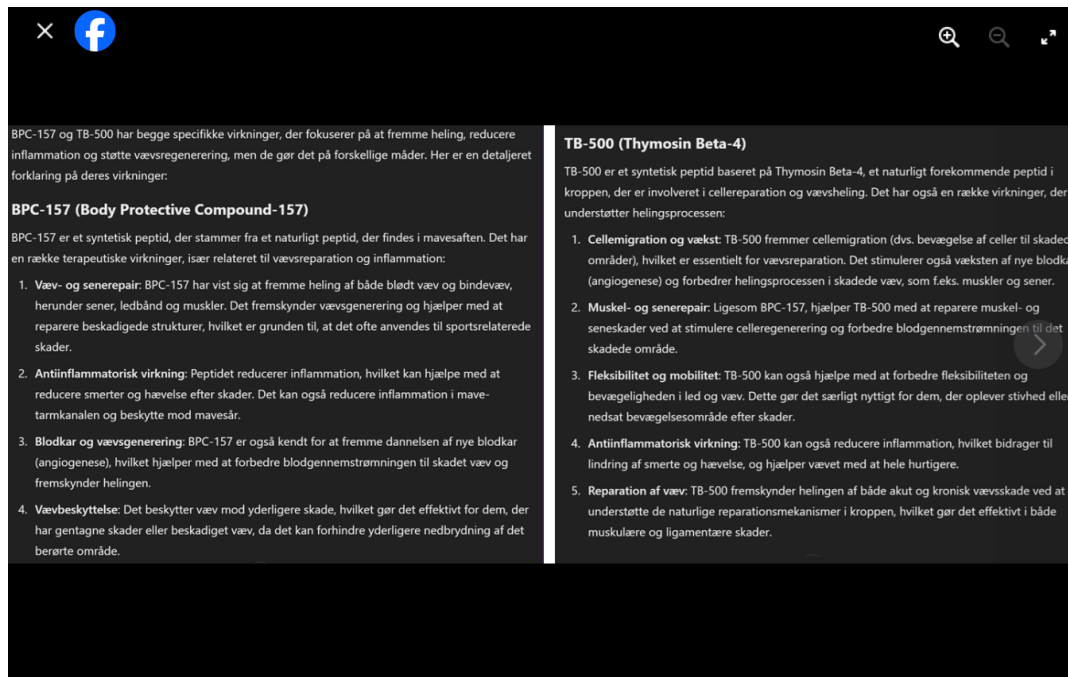 BPC-157 og TB-500 har begge specifikke virkninger, der fokuserer på at fremme heling, reducere
inflammation og støtte vævsregenerering, men de gør det på forskellige måder. Her er en detaljeret
forklaring på deres virkninger:
BPC-157 (Body Protective Compound-157)
BPC-157 er et syntetisk peptid, der stammer fra et naturligt peptid, der findes i mavesaften. Det har
en række terapeutiske virkninger, især relateret til vævsreparation og inflammation:
1. Væv- og senerepair: BPC-157 har vist sig at fremme heling af både blødt væv og bindevæv,
herunder sener, ledbånd og muskler. Det fremskynder vævsgenerering og hjælper med at
reparere beskadigede strukturer, hvilket er grunden til, at det ofte anvendes til sportsrelaterede
skader.
2. Antiinflammatorisk virkning: Peptidet reducerer inflammation, hvilket kan hjælpe med at
reducere smerter og hævelse efter skader. Det kan også reducere inflammation i mave-
tarmkanalen og beskytte mod mavesår.
3. Blodkar og vævsgenerering: BPC-157 er også kendt for at fremme dannelsen af nye blodkar
(angiogenese), hvilket hjælper med at forbedre blodgennemstrømningen til skadet væv og
fremskynder helingen.
4. Vævbeskyttelse: Det beskytter væv mod yderligere skade, hvilket gør det effektivt for dem, der
har gentagne skader eller beskadiget væv, da det kan forhindre yderligere nedbrydning af det
berørte område.
TB-500 (Thymosin Beta-4)
TB-500 er et syntetisk peptid baseret på Thymosin Beta-4, et naturligt forekommende peptid i
kroppen, der er involveret i cellereparation og vævsheling. Det har også en række virkninger, der
understøtter helingsprocessen:
1. Cellemigration og vækst: TB-500 fremmer cellemigration (dvs. bevægelse af celler til skaded
områder), hvilket er essentielt for vævsreparation. Det stimulerer også væksten af nye blodka
(angiogenese) og forbedrer helingsprocessen i skadede væv, som f.eks. muskler og sener.
2. Muskel- og senerepair: Ligesom BPC-157, hjælper TB-500 med at reparere muskel- og
seneskader ved at stimulere celleregenerering og forbedre blodgennemstrømningen til det
skadede område.
3. Fleksibilitet og mobilitet: TB-500 kan også hjælpe med at forbedre fleksibiliteten og
bevægeligheden i led og væv. Dette gør det særligt nyttigt for dem, der oplever stivhed elle
nedsat bevægelsesområde efter skader.
4. Antiinflammatorisk virkning: TB-500 kan også reducere inflammation, hvilket bidrager til
lindring af smerte og hævelse, og hjælper vævet med at hele hurtigere.
5. Reparation af væv: TB-500 fremskynder helingen af både akut og kronisk vævsskade ved at
understøtte de naturlige reparationsmekanismer i kroppen, hvilket gør det effektivt i både
muskulære og ligamentære skader.